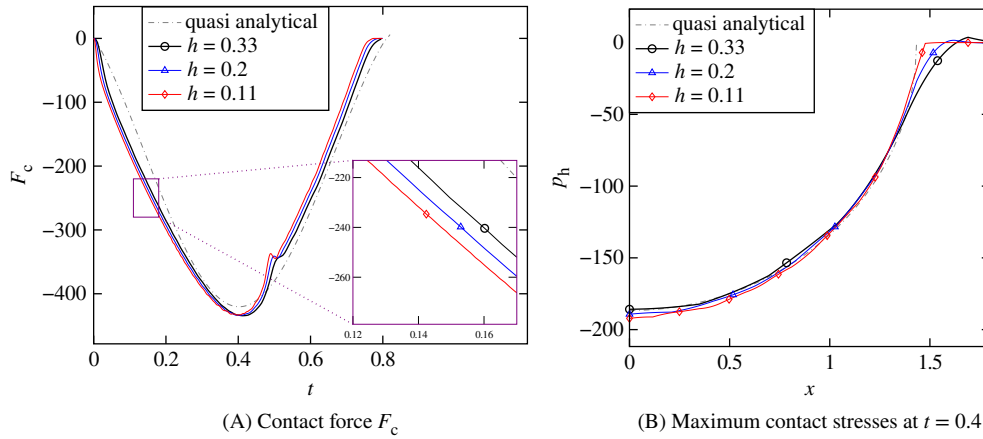 quasi analytical
h = 0.33
h = 0.2
h = 0.11
0
−100
−200
−300
−400
F_c
0
0.2
0.4
0.6
0.8
1
t
−220
−240
−260
0.12
0.14
0.16
(A) Contact force F_c
quasi analytical
h = 0.33
h = 0.2
h = 0.11
0
−50
−100
−150
−200
p_h
0
0.5
1
1.5
x
(B) Maximum contact stresses at t = 0.4